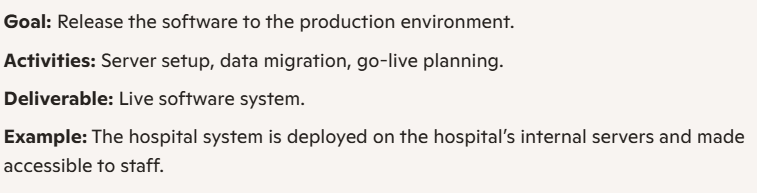 Goal: Release the software to the production environment.
Activities: Server setup, data migration, go-live planning.
Deliverable: Live software system.
Example: The hospital system is deployed on the hospital's internal servers and made
accessible to staff.